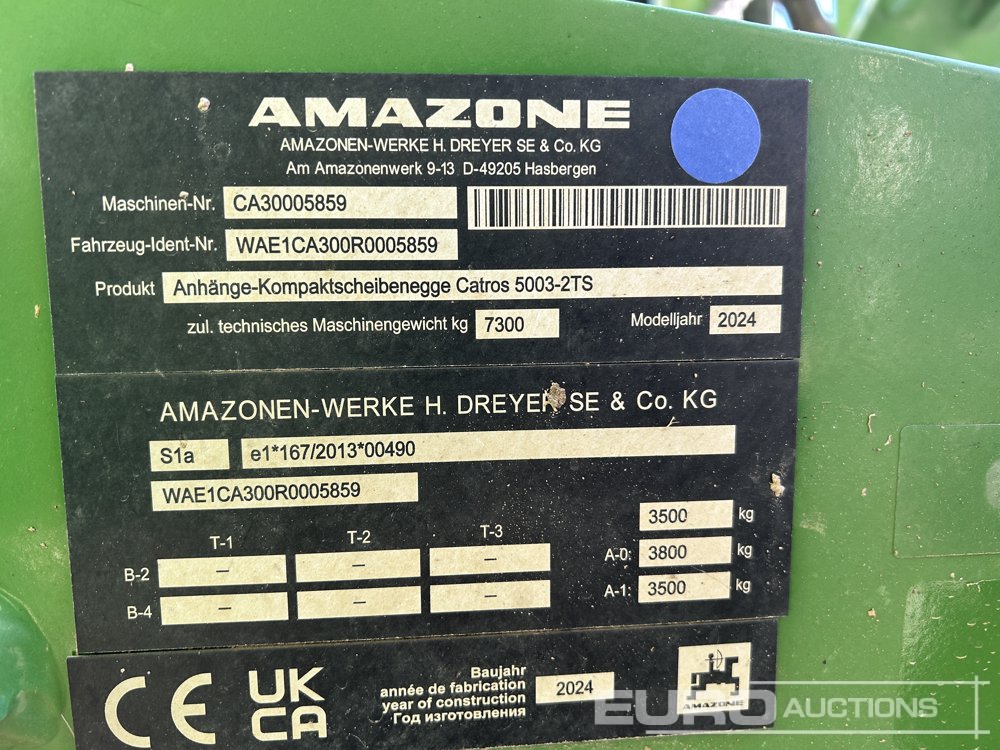 AMAZONE
AMAZONEN-WERKE H. DREYER SE & Co. KG
Am Amazonenwerk 9-13 D-49205 Hasbergen
Maschinen-Nr. CA30005859
Fahrzeug-Ident-Nr. WAE1CA300R0005859
Produkt Anhänge-Kompaktscheibenegge Catros 5003-2TS
zul. technisches Maschinengewicht kg 7300 Modelljahr 2024
AMAZONEN-WERKE H. DREYER SE & Co. KG
S1a e1*167/2013*00490
WAE1CA300R0005859
3500 kg
T-1 T-2 T-3
B-2 – – – A-0: 3800 kg
B-4 – – – A-1: 3500 kg
CE UK CA
Baujahr
année de fabrication
year of construction
Год изготовления
2024
AMAZONE
EURO AUCTIONS